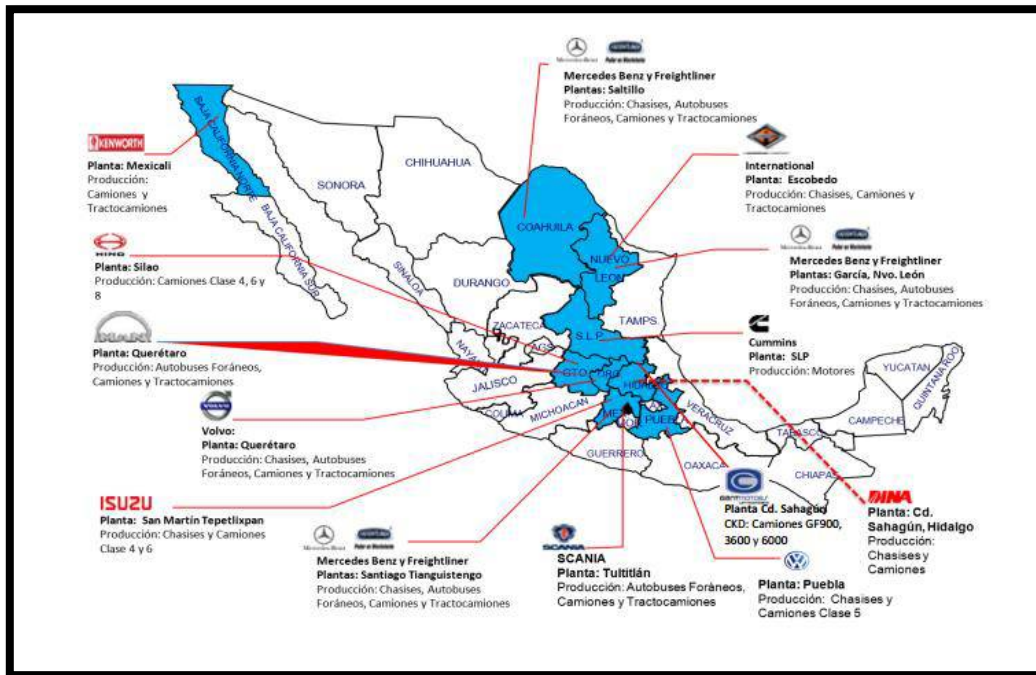 Mercedes Benz y Freightliner
Plantas: Saltillo
Producción: Chasises, Autobuses
Foráneos, Camiones y Tractocamiones
KENWORTH
Planta: Mexicali
Producción:
Camiones y
Tractocamiones
International
Planta: Escobedo
Producción: Chasises, Camiones y
Tractocamiones
HINO
Planta: Silao
Producción: Camiones Clase 4, 6 y
8
Mercedes Benz y Freightliner
Plantas: García, Nvo. León
Producción: Chasises, Autobuses
Foráneos, Camiones y Tractocamiones
MAN
Planta: Querétaro
Producción: Autobuses Foráneos,
Camiones y Tractocamiones
Cummins
Planta: SLP
Producción: Motores
VOLVO
Volvo:
Planta: Querétaro
Producción: Chasises, Autobuses
Foráneos, Camiones y Tractocamiones
ISUZU
Planta: San Martín Tepetlixpan
Producción: Chasises y Camiones
Clase 4 y 6
Mercedes Benz y Freightliner
Plantas: Santiago Tianguistengo
Producción: Chasises, Autobuses
Foráneos, Camiones y Tractocamiones
SCANIA
SCANIA
Planta: Tultitlán
Producción: Autobuses Foráneos,
Camiones y Tractocamiones
Planta Cd. Sahagún
CKD: Camiones GF900,
3600 y 6000
DINA
Planta: Cd.
Sahagún, Hidalgo
Producción:
Chasises y
Camiones
Planta: Puebla
Producción: Chasises y
Camiones Clase 5
BAJA CALIFORNIA NORTE
BAJA CALIFORNIA SUR
SONORA
CHIHUAHUA
COAHUILA
NUEVO
LEON
SINALOA
DURANGO
ZACATECA
TAMPS.
S.L.P.
AGS
JALISCO
GTO
COLIMA
MICHOACAN
PUEBL
GUERRERO
VERACRUZ
OAXACA
TABASCO
CHIAPAS
CAMPECHE
YUCATAN
QUINTANA ROO